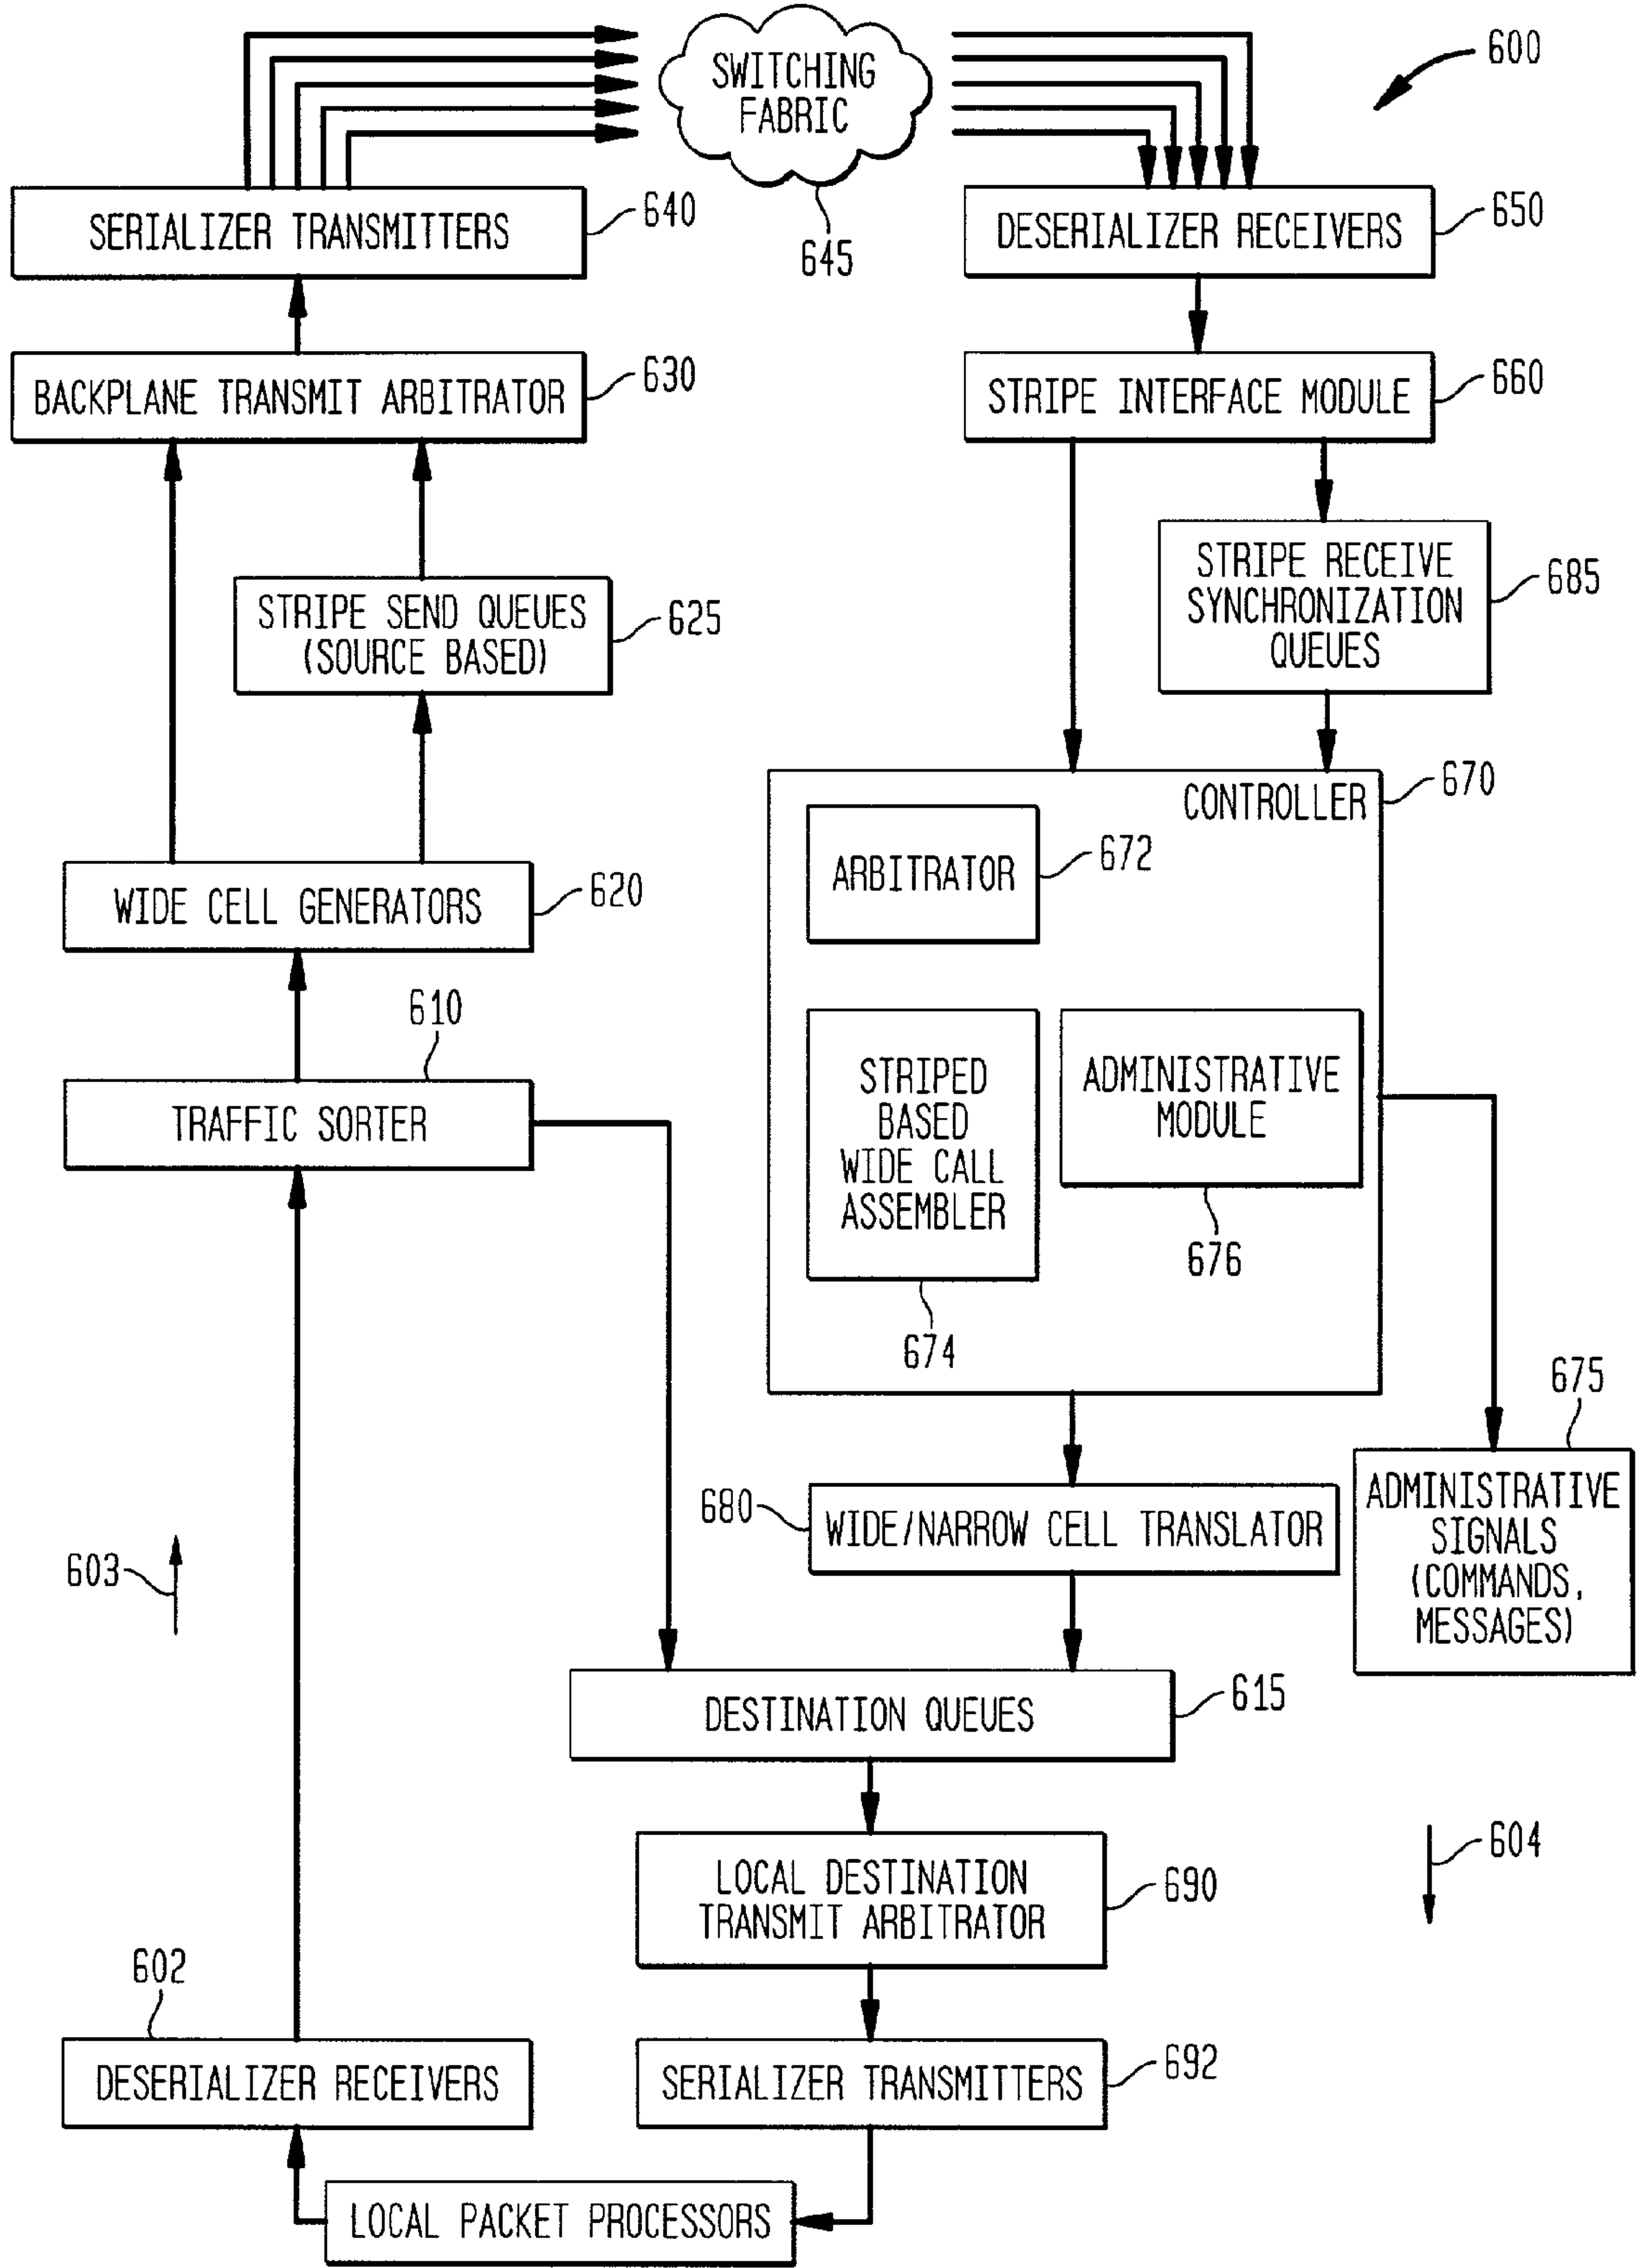 600
SWITCHING
FABRIC
645
SERIALIZER TRANSMITTERS
640
DESERIALIZER RECEIVERS
650
BACKPLANE TRANSMIT ARBITRATOR
630
STRIPE INTERFACE MODULE
660
STRIPE SEND QUEUES
(SOURCE BASED)
625
STRIPE RECEIVE
SYNCHRONIZATION
QUEUES
685
CONTROLLER
670
ARBITRATOR
672
WIDE CELL GENERATORS
620
610
TRAFFIC SORTER
STRIPED
BASED
WIDE CALL
ASSEMBLER
674
ADMINISTRATIVE
MODULE
676
675
ADMINISTRATIVE
SIGNALS
(COMMANDS,
MESSAGES)
680
WIDE/NARROW CELL TRANSLATOR
603
DESTINATION QUEUES
615
LOCAL DESTINATION
TRANSMIT ARBITRATOR
690
604
602
DESERIALIZER RECEIVERS
SERIALIZER TRANSMITTERS
692
LOCAL PACKET PROCESSORS